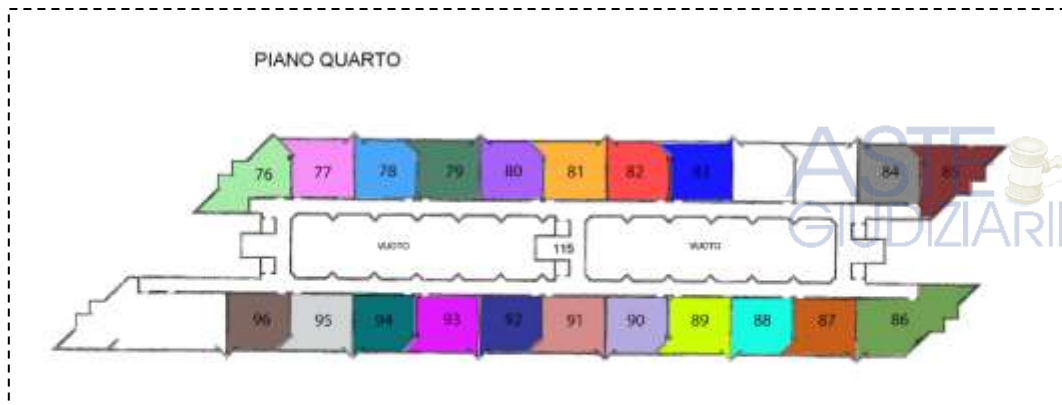 PIANO QUARTO
76 77 78 79 80 81 82 83 84 85
ASTE
GIUDIZIARIE
VUOTO 115 VUOTO
96 95 94 93 92 91 90 89 88 87 86